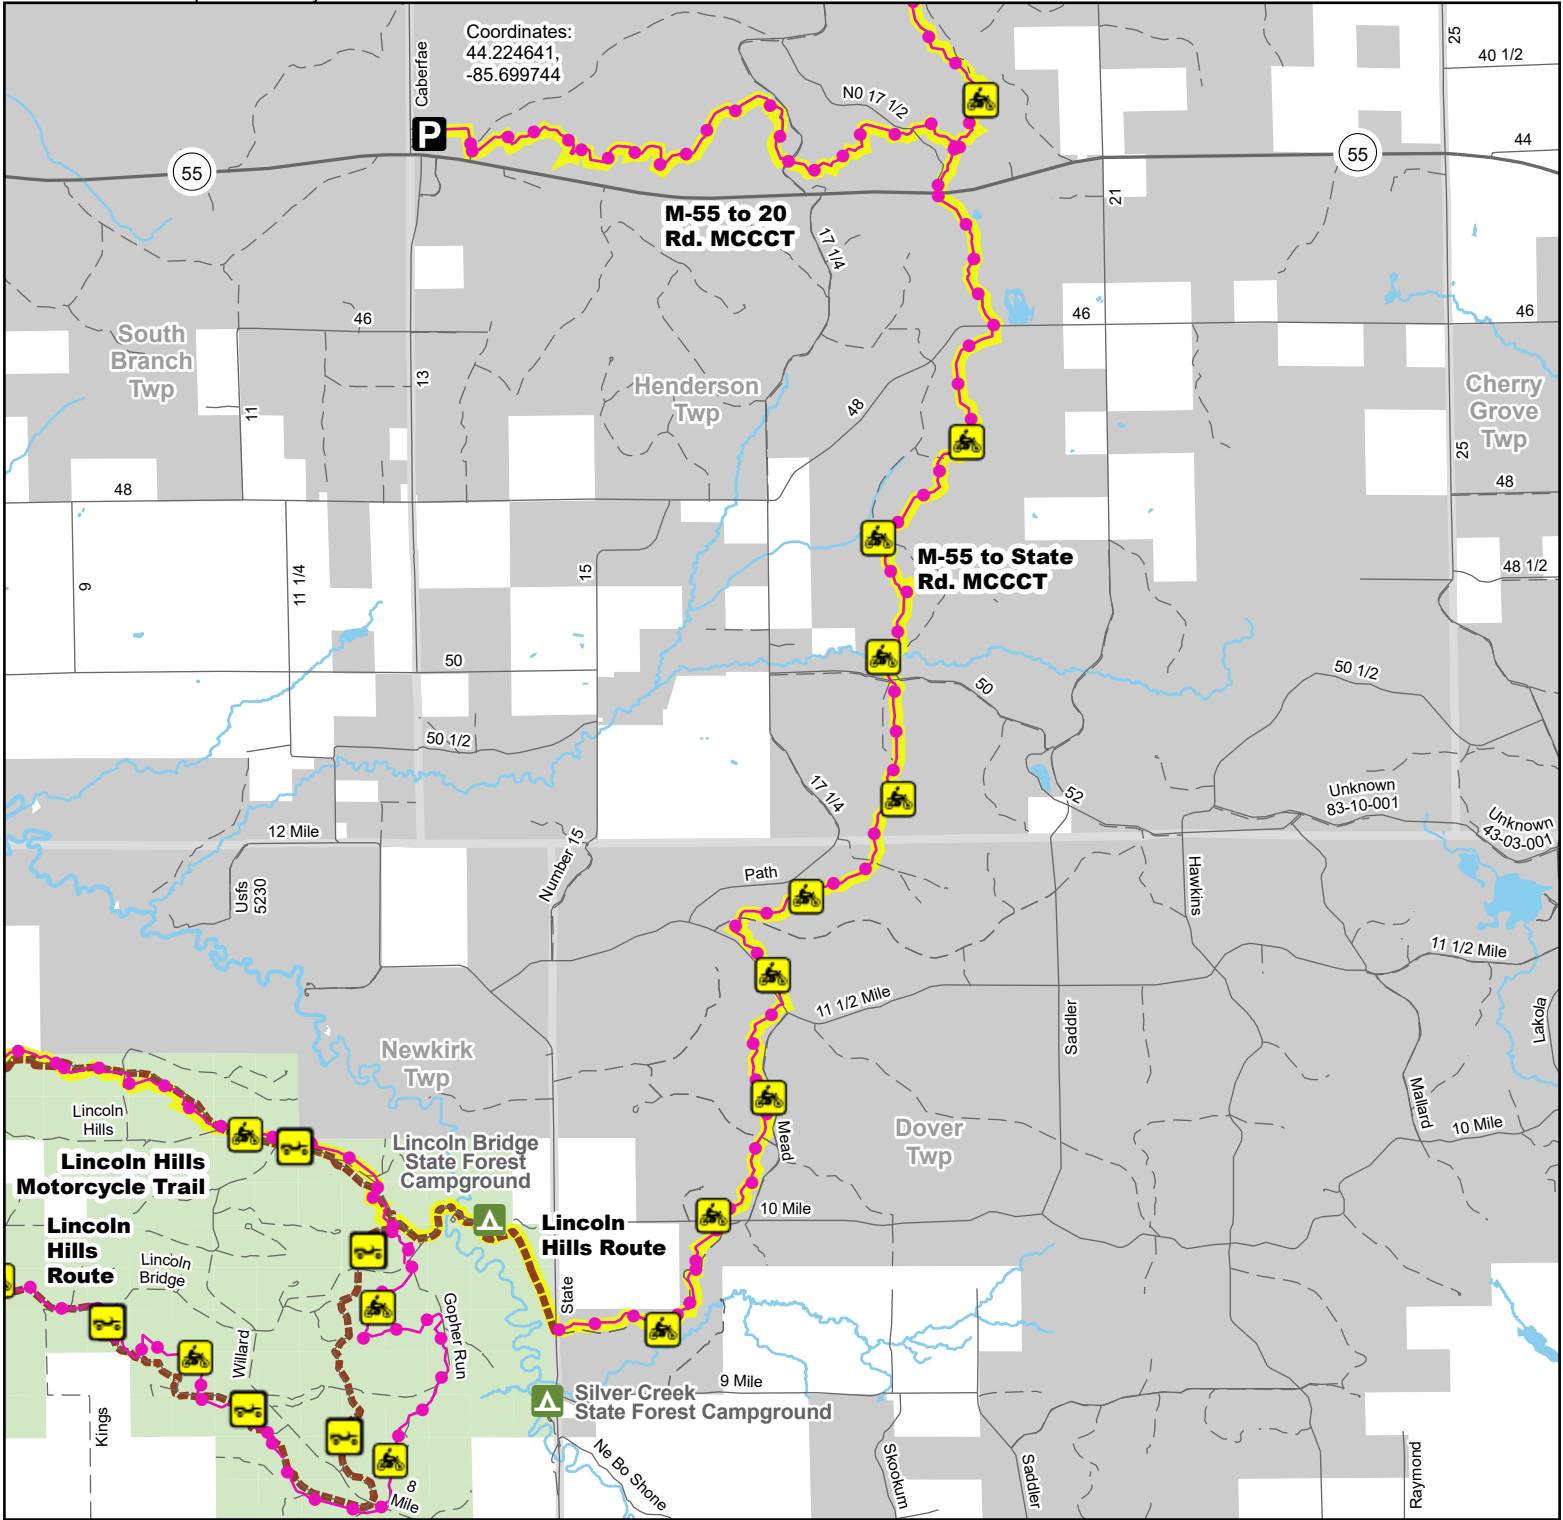 Coordinates:
44.224641,
-85.699744
Caberfae
P
N0 17 1/2
25
40 1/2
44
55
55
21
M-55 to 20
Rd. MCCCT
17 1/4
46
46
46
South
Branch
Twp
13
11
Henderson
Twp
48
Cherry
Grove
Twp
25
48
48
9
11 1/4
15
M-55 to State
Rd. MCCCT
48 1/2
50
50
50 1/2
50 1/2
17 1/4
52
Unknown
83-10-001
Unknown
43-03-001
12 Mile
Number 15
Path
Usfs
5230
Hawkins
11 1/2 Mile
11 1/2 Mile
Saddler
Lakola
Newkirk
Twp
Mallard
10 Mile
Lincoln
Hills
Mead
Dover
Twp
Lincoln Bridge
State Forest
Campground
Lincoln Hills
Motorcycle Trail
10 Mile
Lincoln
Hills
Route
Lincoln
Bridge
Lincoln
Hills Route
State
Gopher Run
Willard
9 Mile
Silver Creek
State Forest Campground
Kings
Ne Bo Shone
8
Mile
Skookum
Saddler
Raymond